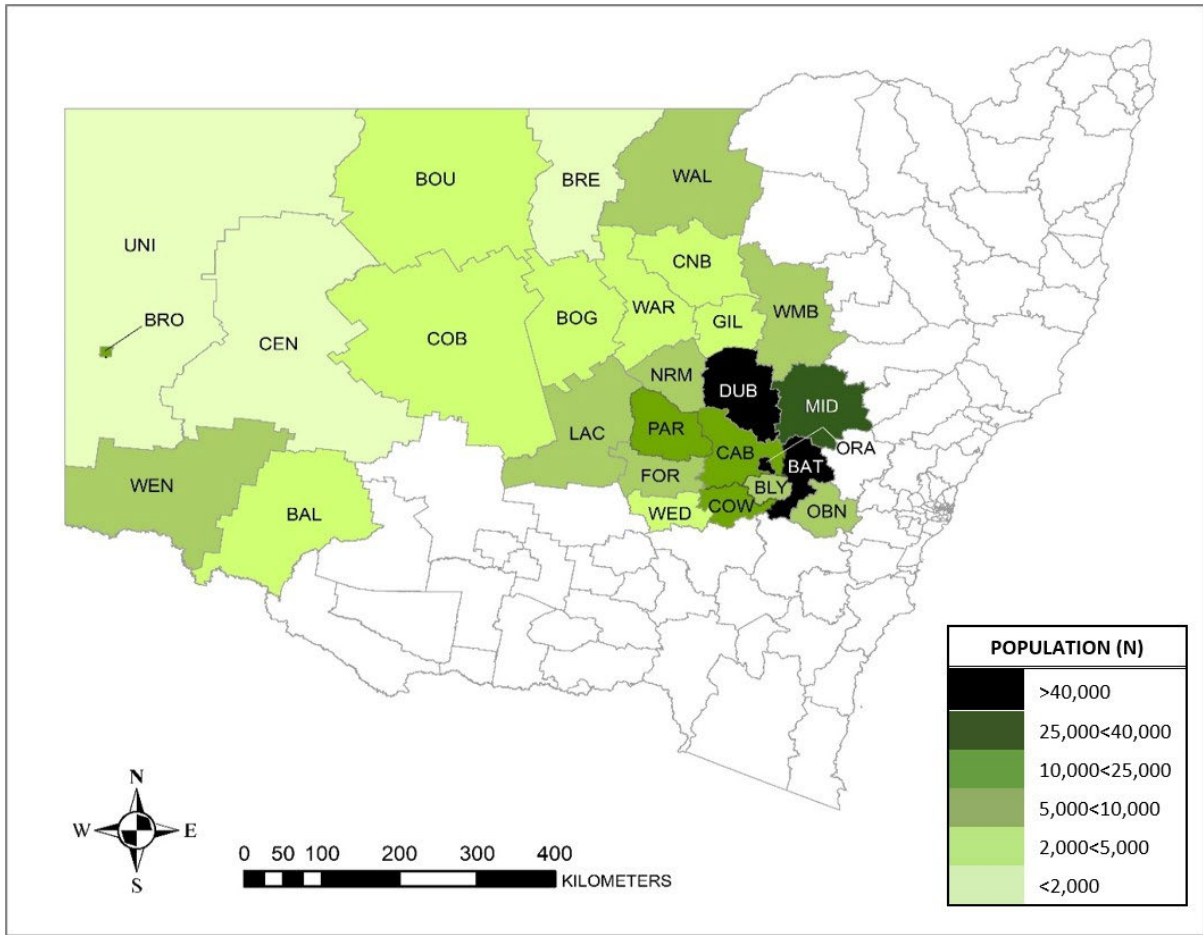 BOU
BRE
WAL
UNI
CNB
BRO
CEN
COB
BOG
WAR
GIL
WMB
NRM
DUB
MID
LAC
PAR
CAB
ORA
BAT
WEN
FOR
BLY
BAL
WED
COW
OBN
POPULATION (N)
>40,000
25,000<40,000
10,000<25,000
5,000<10,000
2,000<5,000
<2,000
N
W E
S
0 50 100 200 300 400
KILOMETERS